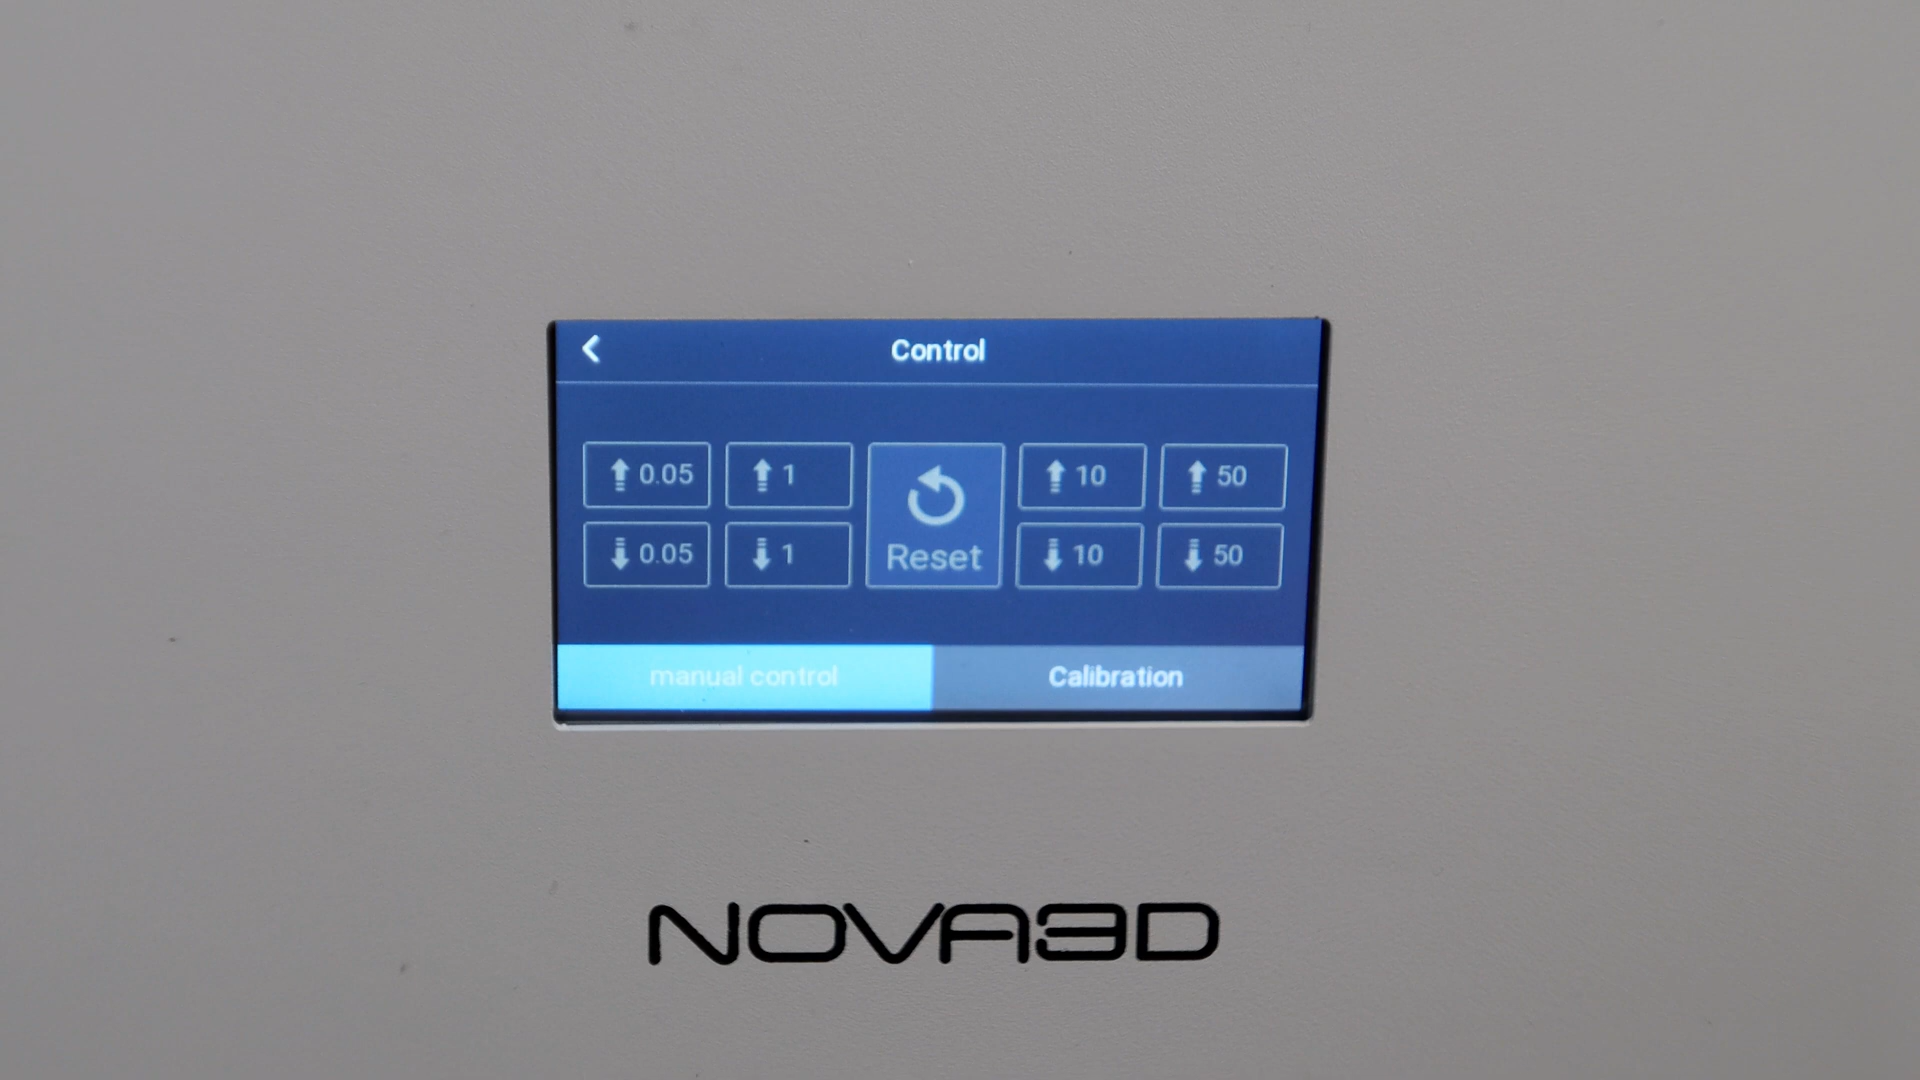 Control
0.05 1 10 50
0.05 1 Reset 10 50
manual control Calibration
NOVA3D